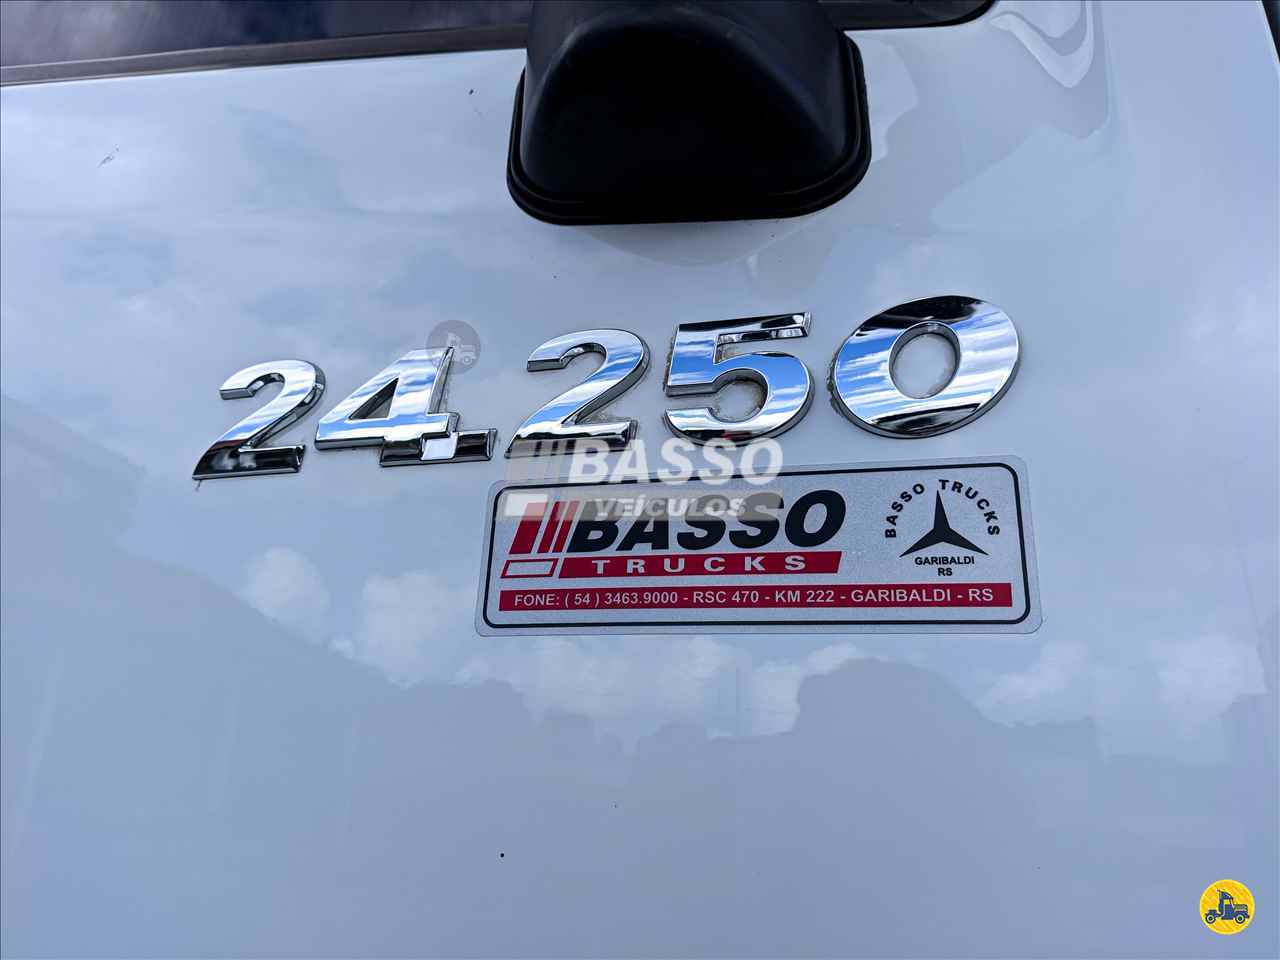 24.250
BASSO
VEÍCULOS
BASSO
TRUCKS
BASSO TRUCKS
GARIBALDI
RS
FONE: ( 54 ) 3463.9000 - RSC 470 - KM 222 - GARIBALDI - RS